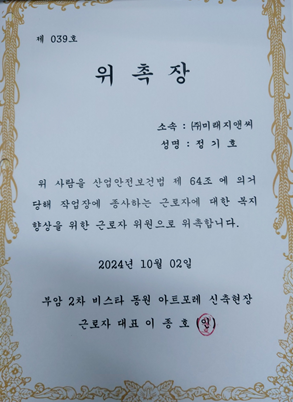 제 039호
위 촉 장
소속 : ㈜미래지앤씨
성명 : 정 기 호
위 사람을 산업안전보건법 제 64조 에 의거
당해 작업장에 종사하는 근로자에 대한 복지
향상을 위한 근로자 위원으로 위촉합니다.
2024년 10월 02일
부암 2차 비스타 동원 아트포레 신축현장
근로자 대표 이 종 호 (인)